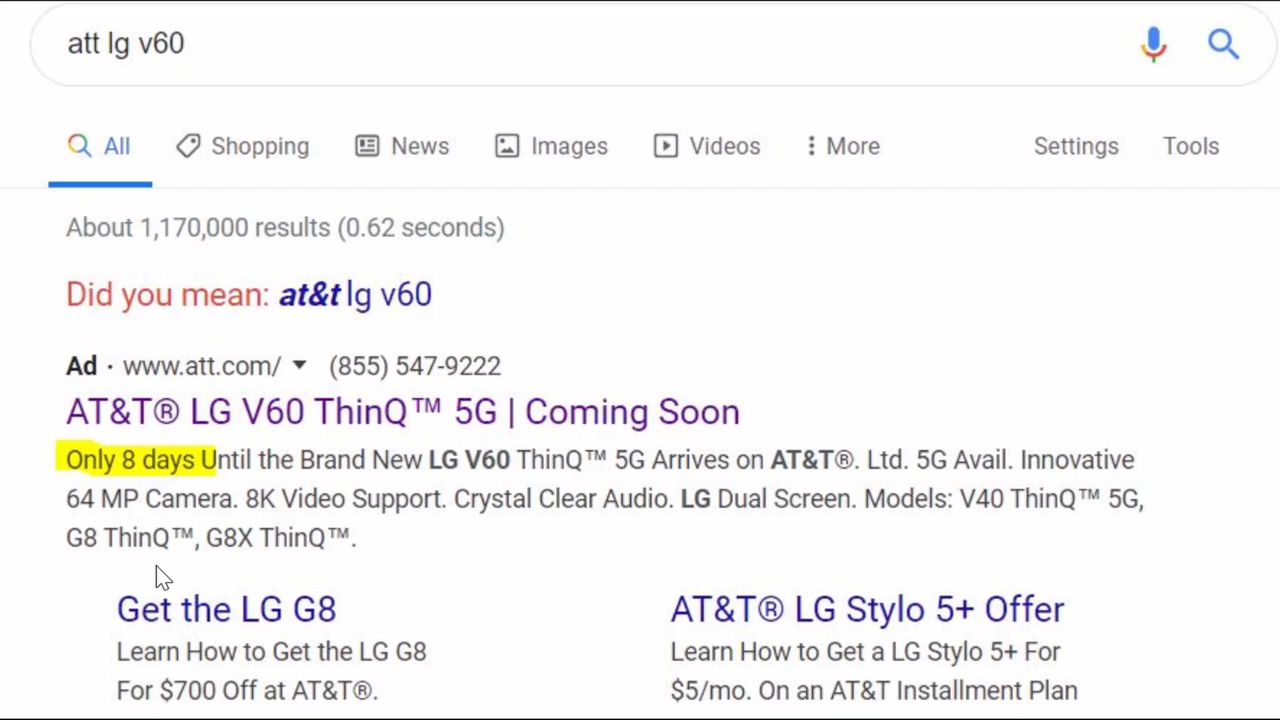 att lg v60
All Shopping News Images Videos More Settings Tools
About 1,170,000 results (0.62 seconds)
Did you mean: at&t lg v60
Ad · www.att.com/ (855) 547-9222
AT&T® LG V60 ThinQ™ 5G | Coming Soon
Only 8 days Until the Brand New LG V60 ThinQ™ 5G Arrives on AT&T®. Ltd. 5G Avail. Innovative
64 MP Camera. 8K Video Support. Crystal Clear Audio. LG Dual Screen. Models: V40 ThinQ™ 5G,
G8 ThinQ™, G8X ThinQ™.
Get the LG G8
Learn How to Get the LG G8
For $700 Off at AT&T®.
AT&T® LG Stylo 5+ Offer
Learn How to Get a LG Stylo 5+ For
$5/mo. On an AT&T Installment Plan